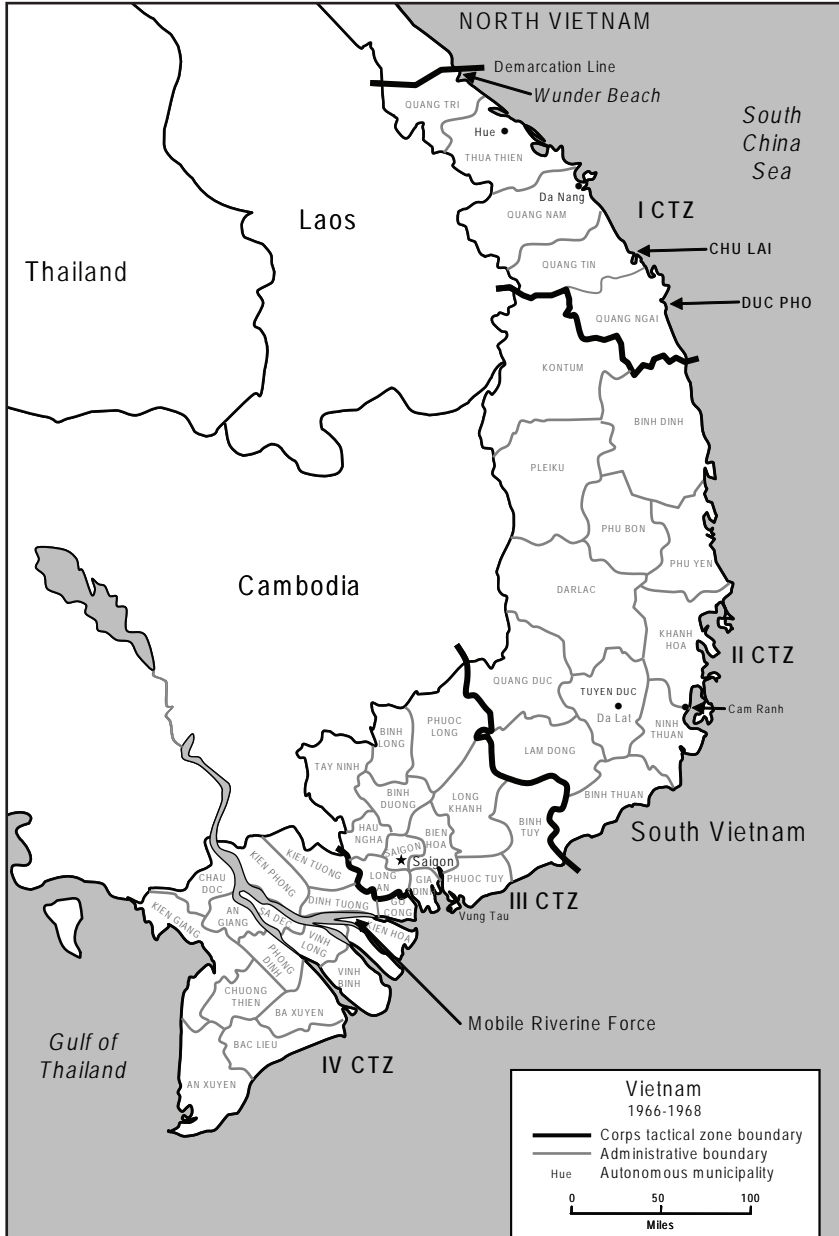 NORTH VIETNAM
Demarcation Line
Wunder Beach
QUANG TRI
South
China
Sea
Hue
THUA THIEN
Da Nang
I CTZ
QUANG NAM
Laos
CHU LAI
QUANG TIN
Thailand
DUC PHO
QUANG NGAI
KONTUM
BINH DINH
PLEIKU
PHU BON
PHU YEN
Cambodia
DARLAC
KHANH
HOA
II CTZ
QUANG DUC
TUYEN DUC
Da Lat
Cam Ranh
NINH
THUAN
PHUOC
LONG
BINH
LONG
LAM DONG
TAY NINH
BINH THUAN
BINH
DUONG
LONG
KHANH
BINH
TUY
South Vietnam
HAU
NGHA
BIEN
HOA
SAIGON
Saigon
KIEN TUONG
KIEN PHONG
CHAU
DOC
LONG
AN
GIA
DINH
PHUOC TUY
III CTZ
DINH TUONG
GO
CONG
Vung Tau
KIEN GIANG
AN
GIANG
SA DEC
VINH
LONG
KIEN HOA
PHONG
DINH
VINH
BINH
CHUONG
THIEN
BA XUYEN
Mobile Riverine Force
Gulf of
Thailand
BAC LIEU
IV CTZ
AN XUYEN
Vietnam
1966-1968
Corps tactical zone boundary
Administrative boundary
Hue Autonomous municipality
0 50 100
Miles